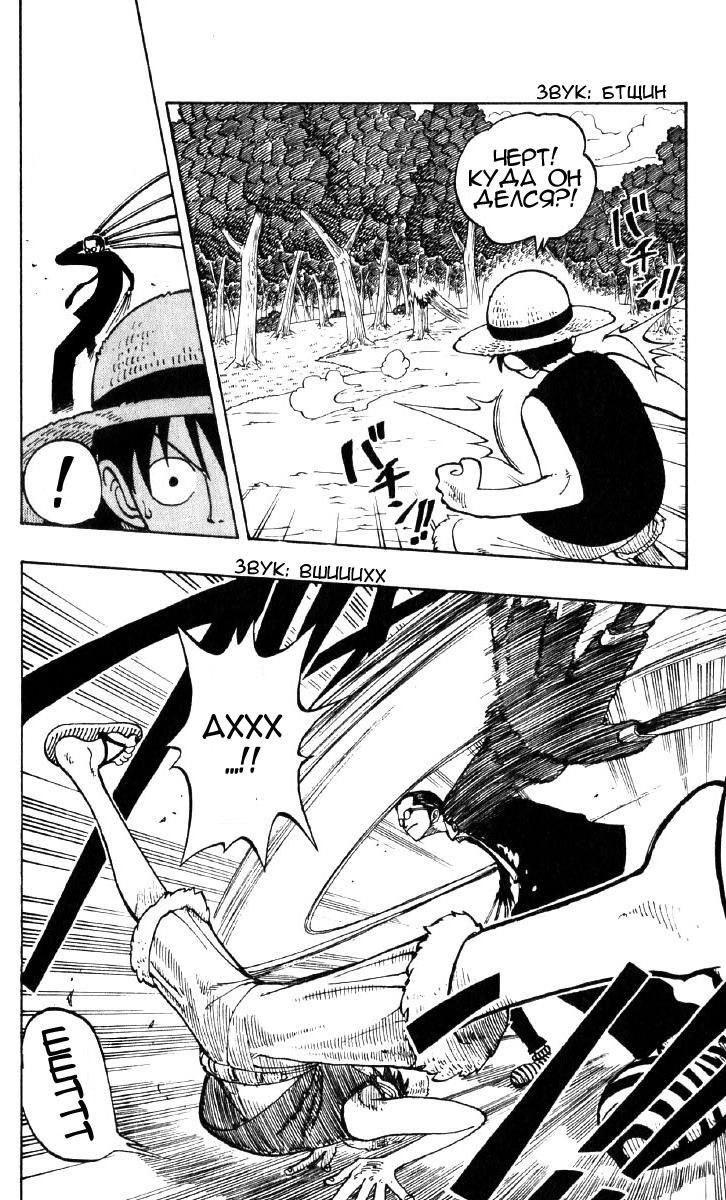 ЗВУК: БТЩИН
ЧЕРТ!
КУДА ОН
ДЕЛСЯ?!
バチン!!
バチン!!
!
ЗВУК: ВШИИИХХ
АХХХ
...!!
ШШТТТ